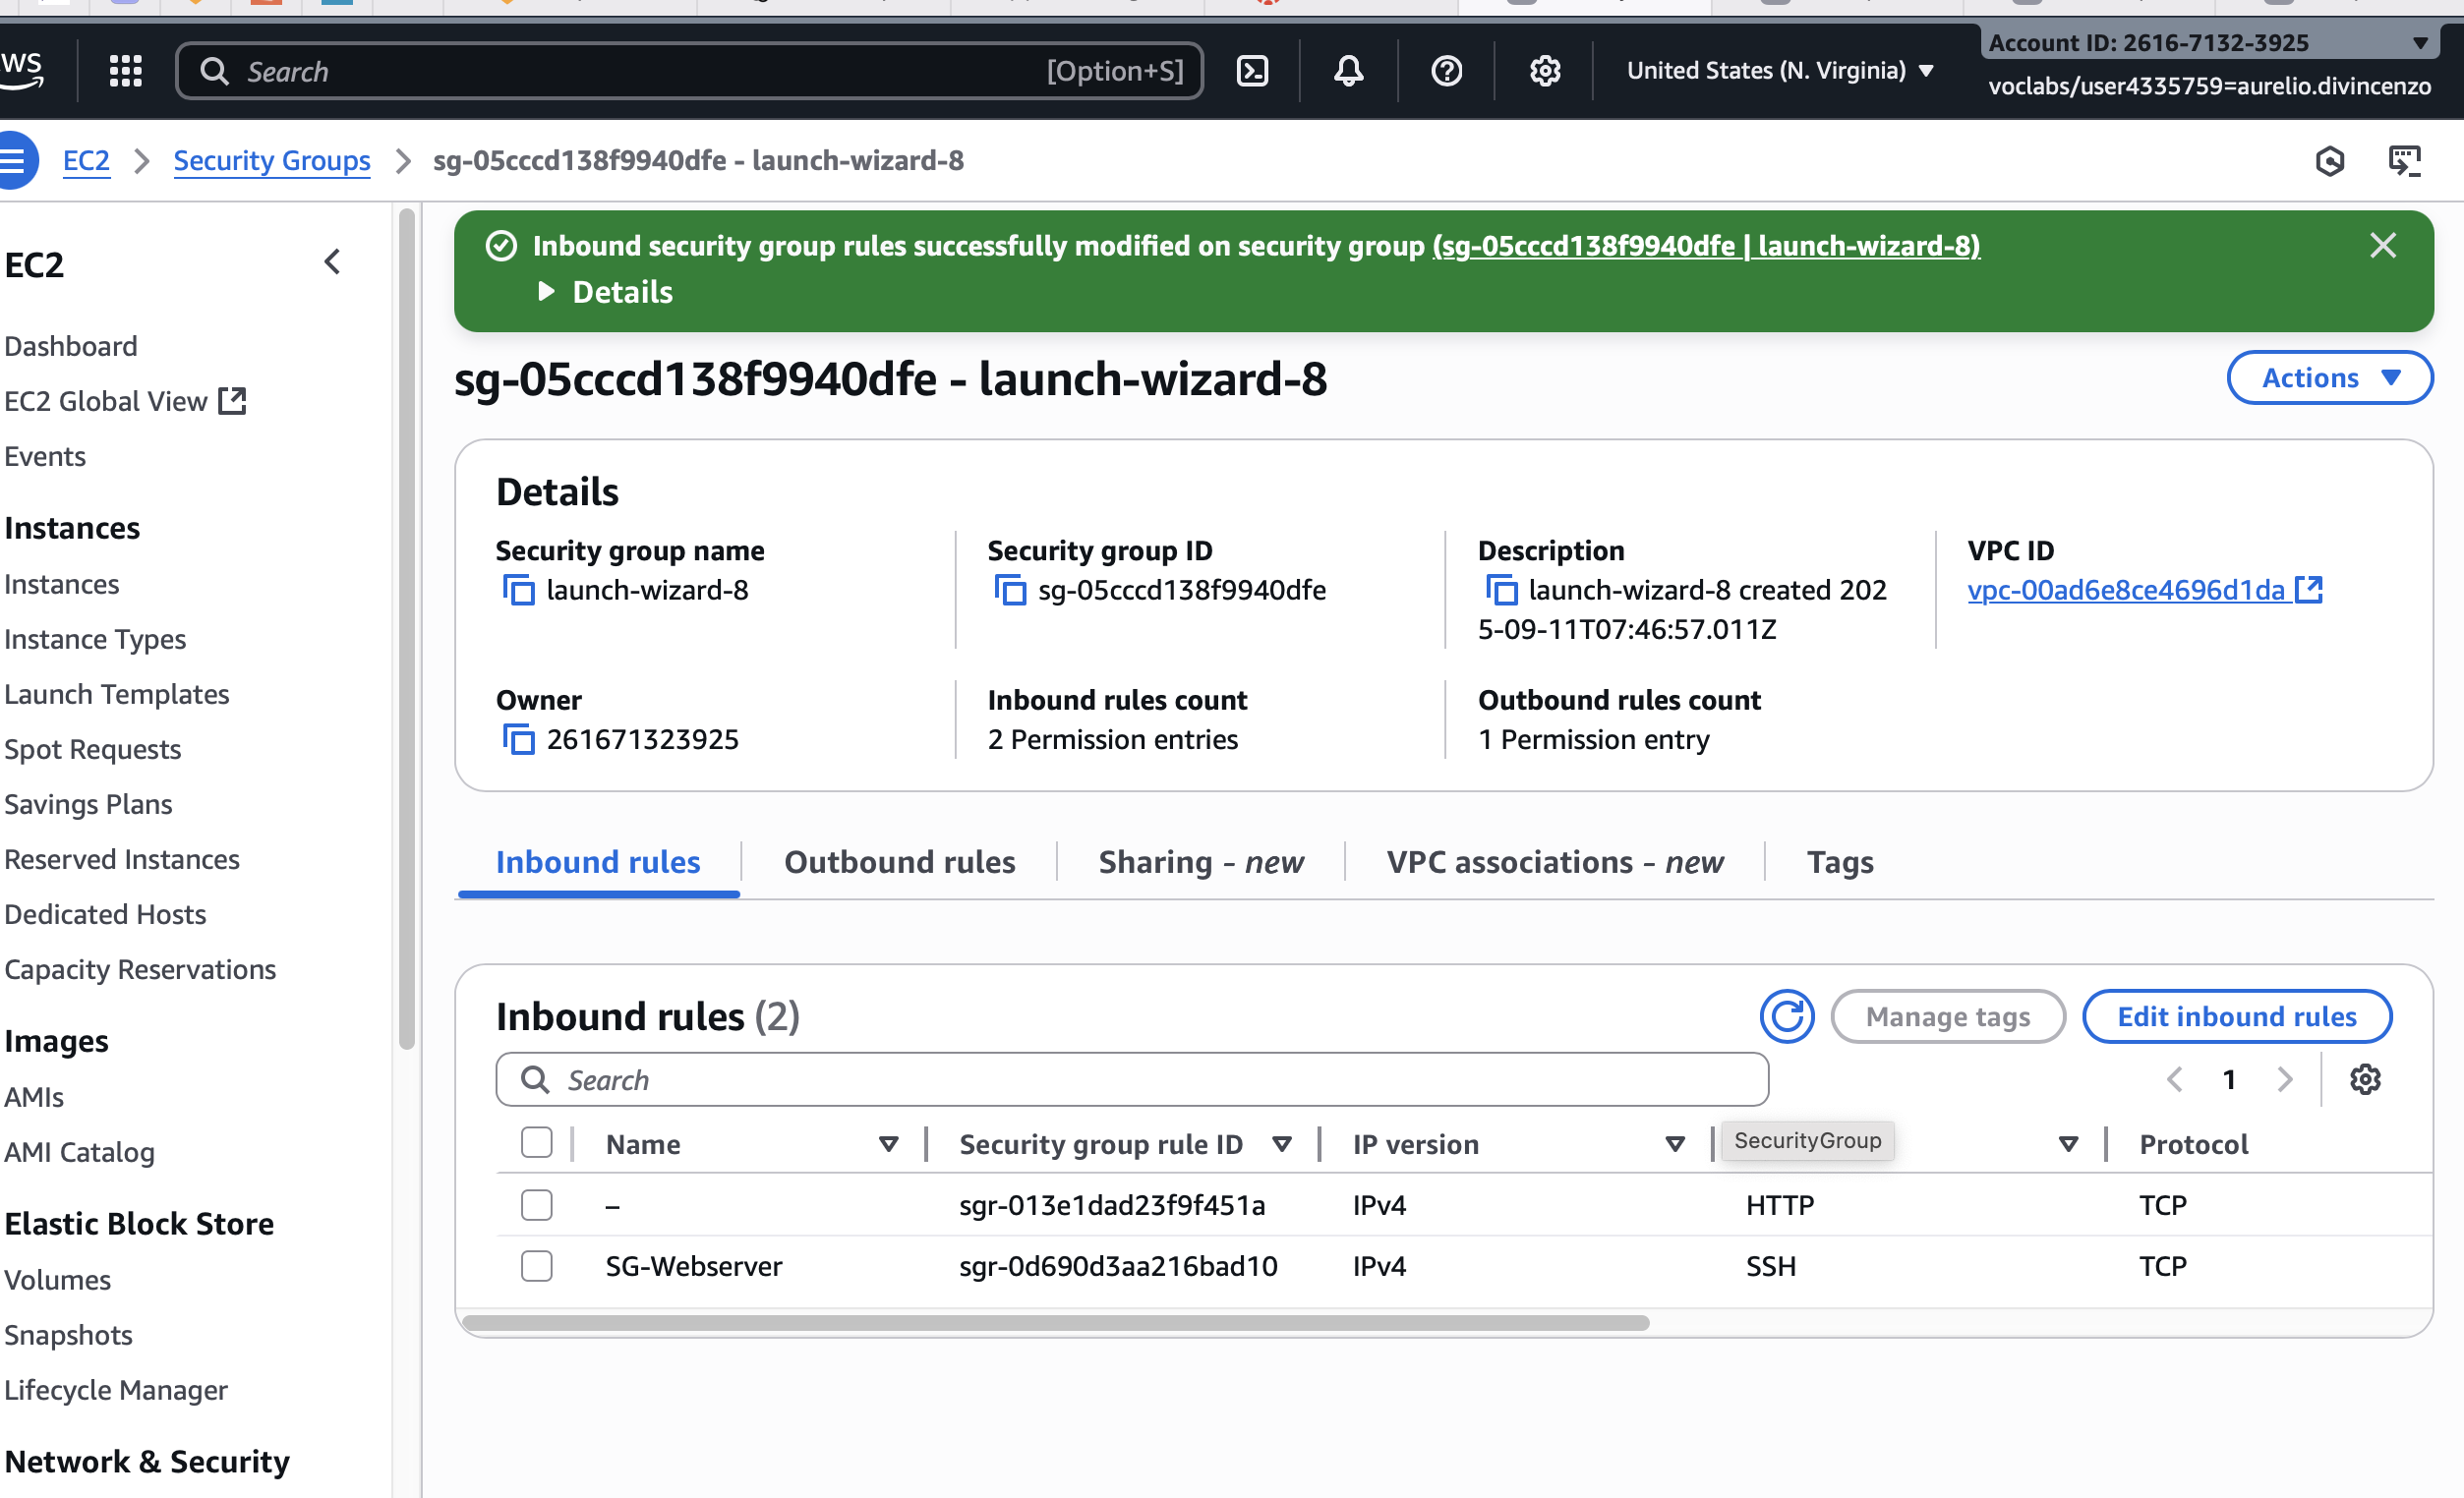 Search [Option+S]
United States (N. Virginia)
Account ID: 2616-7132-3925
voclabs/user4335759=aurelio.divincenzo
EC2 Security Groups sg-05cccd138f9940dfe - launch-wizard-8
EC2
Dashboard
EC2 Global View
Events
Instances
Instances
Instance Types
Launch Templates
Spot Requests
Savings Plans
Reserved Instances
Dedicated Hosts
Capacity Reservations
Images
AMIs
AMI Catalog
Elastic Block Store
Volumes
Snapshots
Lifecycle Manager
Network & Security
Inbound security group rules successfully modified on security group (sg-05cccd138f9940dfe | launch-wizard-8)
Details
sg-05cccd138f9940dfe - launch-wizard-8
Actions
Details
Security group name
launch-wizard-8
Security group ID
sg-05cccd138f9940dfe
Description
launch-wizard-8 created 202
5-09-11T07:46:57.011Z
VPC ID
vpc-00ad6e8ce4696d1da
Owner
261671323925
Inbound rules count
2 Permission entries
Outbound rules count
1 Permission entry
Inbound rules Outbound rules Sharing - new VPC associations - new Tags
Inbound rules (2)
Manage tags
Edit inbound rules
Search
1
Name Security group rule ID IP version SecurityGroup Protocol
– sgr-013e1dad23f9f451a IPv4 HTTP TCP
SG-Webserver sgr-0d690d3aa216bad10 IPv4 SSH TCP